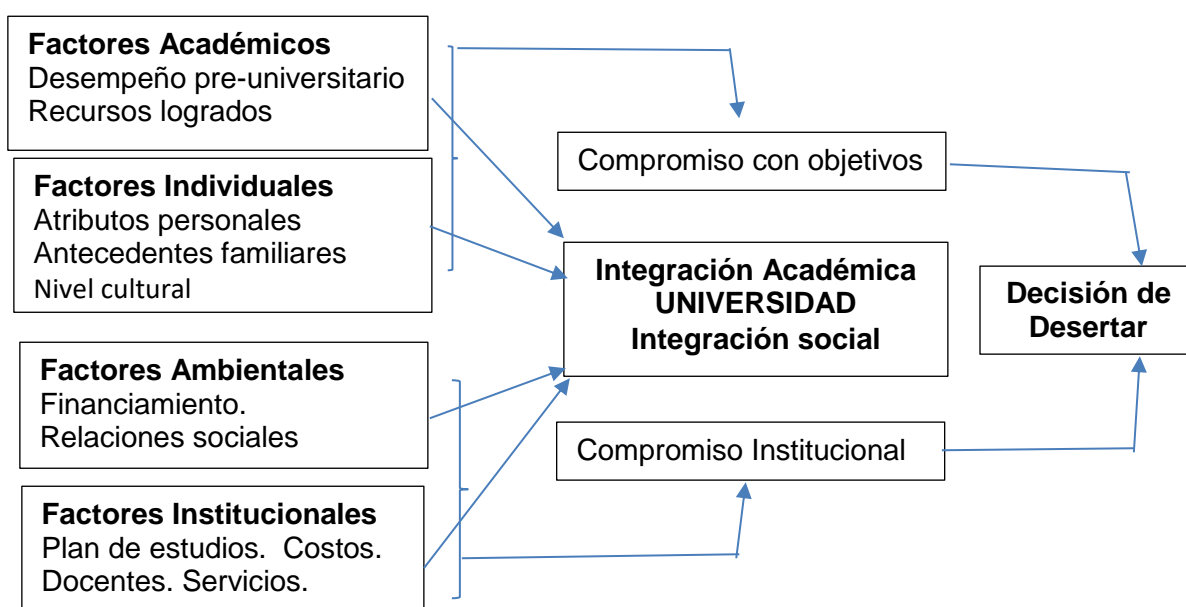 Factores Académicos
Desempeño pre-universitario
Recursos logrados
Factores Individuales
Atributos personales
Antecedentes familiares
Nivel cultural
Factores Ambientales
Financiamiento.
Relaciones sociales
Factores Institucionales
Plan de estudios.  Costos.
Docentes. Servicios.
Compromiso con objetivos
Integración Académica
UNIVERSIDAD
Integración social
Compromiso Institucional
Decisión de
Desertar